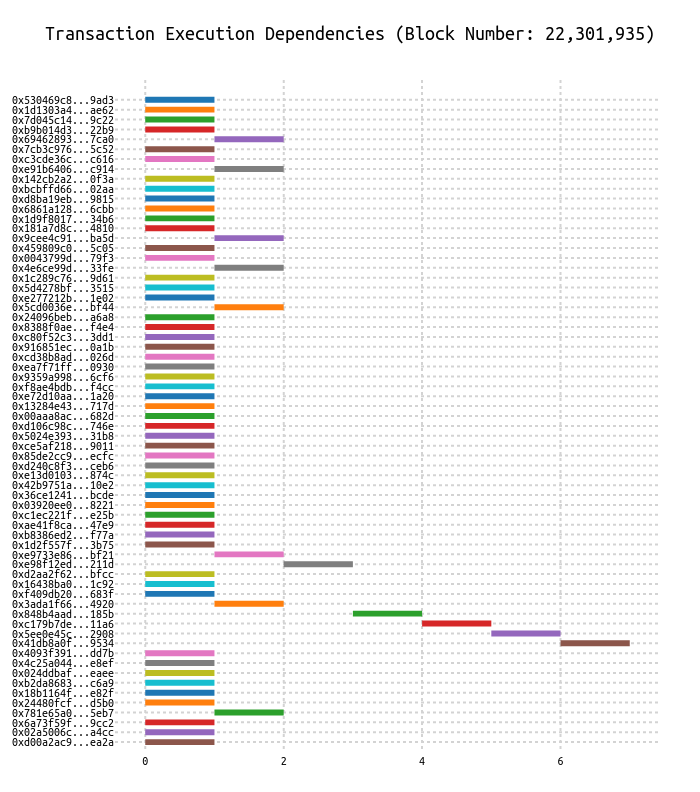 Transaction Execution Dependencies (Block Number: 22,301,935)
0x530469c8...9ad3
0x1d1303a4...ae62
0x7d045c14...9c22
0xb9b014d3...22b9
0x69462893...7ca0
0x7cb3c976...5c52
0xc3cde36c...c616
0xe91b6406...c914
0x142cb2a2...0f3a
0xbcbffd66...02aa
0xd8ba19eb...9815
0x6861a128...6cbb
0x1d9f8017...34b6
0x181a7d8c...4810
0x9cee4c91...ba5d
0x459809c0...5c05
0x0043799d...79f3
0x4e6ce99d...33fe
0x1c289c76...9d61
0x5d4278bf...3515
0xe277212b...1e02
0x5cd0036e...bf44
0x24096beb...a6a8
0x8388f0ae...f4e4
0xc80f52c3...3dd1
0x916851ec...0a1b
0xcd38b8ad...026d
0xea7f71ff...0930
0x9359a998...6cf6
0xf8ae4bdb...f4cc
0xe72d10aa...1a20
0x13284e43...717d
0x00aaa8ac...682d
0xd106c98c...746e
0x5024e393...31b8
0xce5af218...9011
0x85de2cc9...ecfc
0xd240c8f3...ceb6
0xe13d0103...874c
0x42b9751a...10e2
0x36ce1241...bcde
0x03920ee0...8221
0xc1ec221f...e25b
0xae41f8ca...47e9
0xb8386ed2...f77a
0x1d2f557f...3b75
0xe9733e86...bf21
0xe98f12ed...211d
0xd2aa2f62...bfcc
0x16438ba0...1c92
0xf409db20...683f
0x3ada1f66...4920
0x848b4aad...185b
0xc179b7de...11a6
0x5ee0e45c...2908
0x41db8a0f...9534
0x4093f391...dd7b
0x4c25a044...e8ef
0x024ddbaf...eaee
0xb2da8683...c6a9
0x18b1164f...e82f
0x24480fcf...d5b0
0x781e65a0...5eb7
0x6a73f59f...9cc2
0x02a5006c...a4cc
0xd00a2ac9...ea2a
0 2 4 6